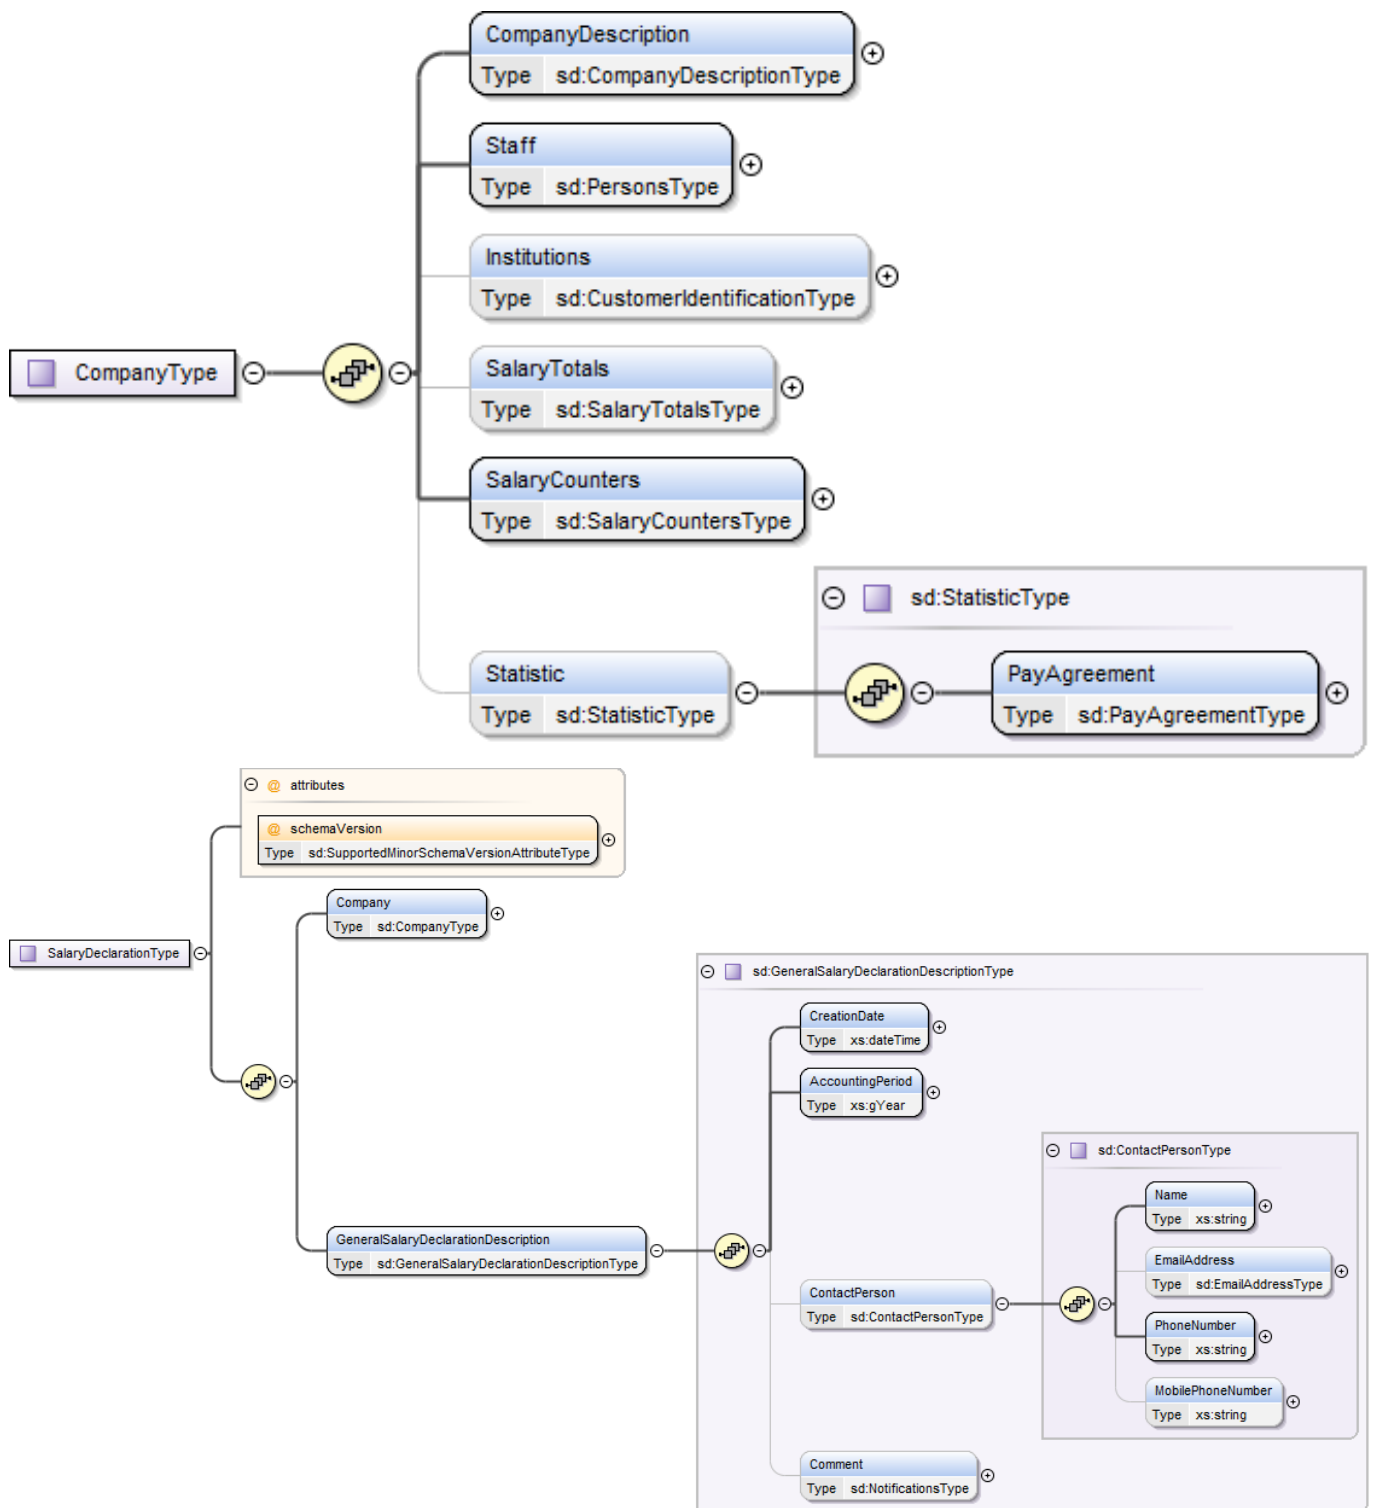 CompanyDescription
Type sd:CompanyDescriptionType
Staff
Type sd:PersonsType
Institutions
Type sd:CustomerIdentificationType
CompanyType
SalaryTotals
Type sd:SalaryTotalsType
SalaryCounters
Type sd:SalaryCountersType
sd:StatisticType
Statistic
Type sd:StatisticType
PayAgreement
Type sd:PayAgreementType
@ attributes
@ schemaVersion
Type sd:SupportedMinorSchemaVersionAttributeType
Company
Type sd:CompanyType
SalaryDeclarationType
sd:GeneralSalaryDeclarationDescriptionType
CreationDate
Type xs:dateTime
AccountingPeriod
Type xs:gYear
sd:ContactPersonType
Name
Type xs:string
GeneralSalaryDeclarationDescription
Type sd:GeneralSalaryDeclarationDescriptionType
EmailAddress
Type sd:EmailAddressType
ContactPerson
Type sd:ContactPersonType
PhoneNumber
Type xs:string
MobilePhoneNumber
Type xs:string
Comment
Type sd:NotificationsType